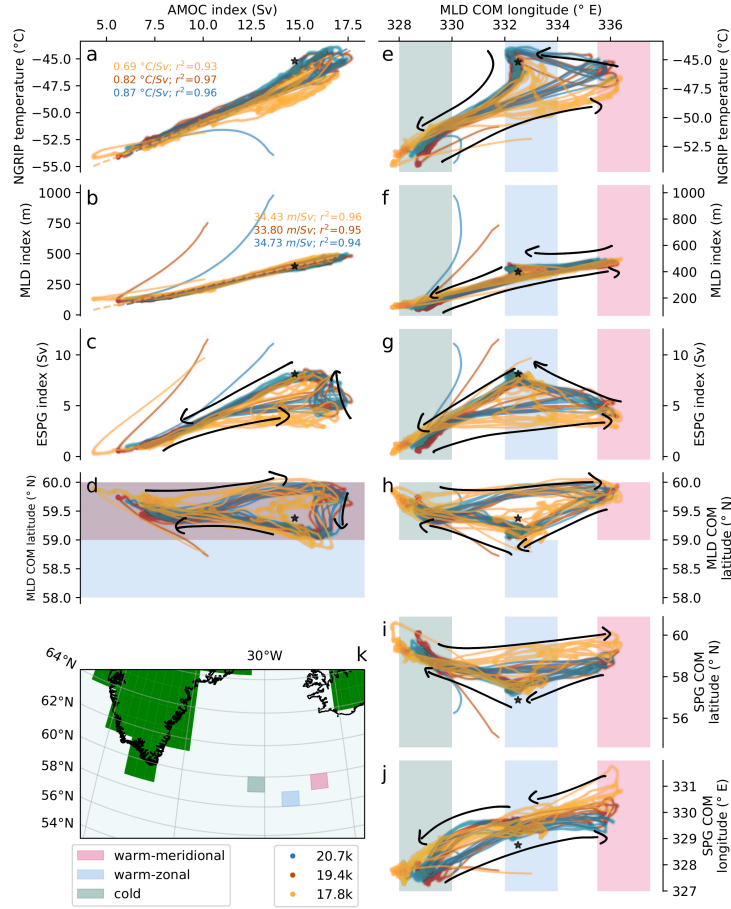 AMOC index (Sv)
5.0 7.5 10.0 12.5 15.0 17.5
MLD COM longitude (° E)
328 330 332 334 336
a
NGRIP temperature (°C)
−45.0
−47.5
−50.0
−52.5
−55.0
0.69 °C/Sv; r²=0.93
0.82 °C/Sv; r²=0.97
0.87 °C/Sv; r²=0.96
e
−45.0
−47.5
−50.0
−52.5
NGRIP temperature (°C)
b
MLD index (m)
1000
750
500
250
0
34.43 m/Sv; r²=0.96
33.80 m/Sv; r²=0.95
34.73 m/Sv; r²=0.94
f
800
600
400
200
MLD index (m)
c
ESPG index (Sv)
10
5
0
g
10
5
0
ESPG index (Sv)
d
MLD COM latitude (° N)
60.0
59.5
59.0
58.5
58.0
h
60.0
59.5
59.0
58.5
58.0
MLD COM
latitude (° N)
i
60
58
56
SPG COM
latitude (° N)
j
331
330
329
328
327
SPG COM
longitude (° E)
k
30°W
64°N
62°N
60°N
58°N
56°N
54°N
warm-meridional
warm-zonal
cold
20.7k
19.4k
17.8k